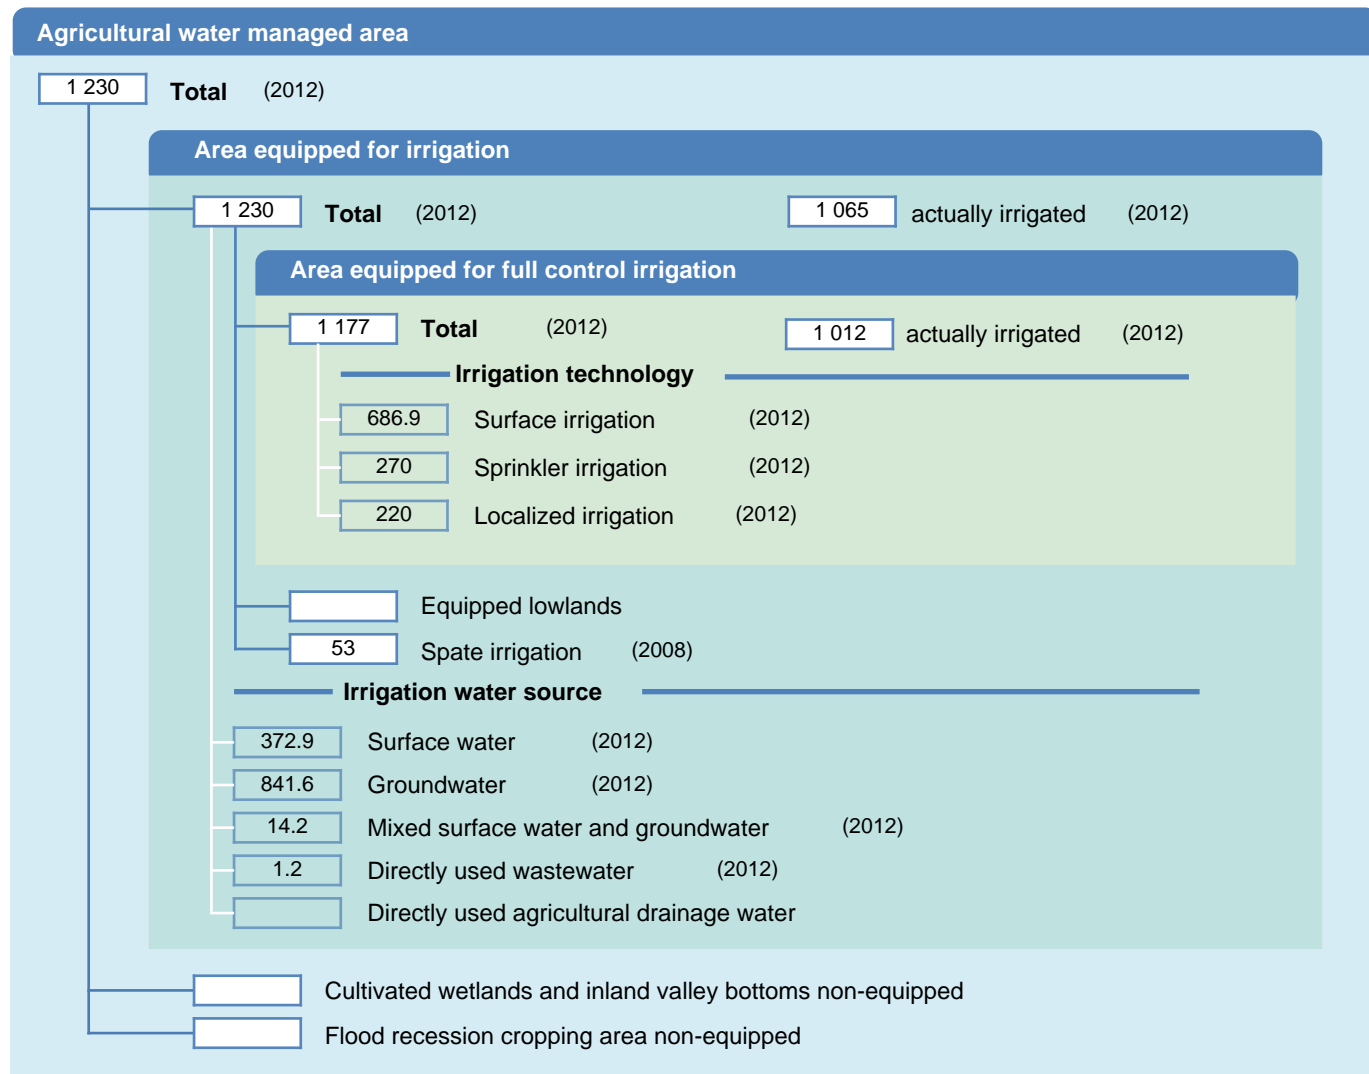 Agricultural water managed area
1 230 Total (2012)
Area equipped for irrigation
1 230 Total (2012) 1 065 actually irrigated (2012)
Area equipped for full control irrigation
1 177 Total (2012) 1 012 actually irrigated (2012)
Irrigation technology
686.9 Surface irrigation (2012)
270 Sprinkler irrigation (2012)
220 Localized irrigation (2012)
Equipped lowlands
53 Spate irrigation (2008)
Irrigation water source
372.9 Surface water (2012)
841.6 Groundwater (2012)
14.2 Mixed surface water and groundwater (2012)
1.2 Directly used wastewater (2012)
Directly used agricultural drainage water
Cultivated wetlands and inland valley bottoms non-equipped
Flood recession cropping area non-equipped